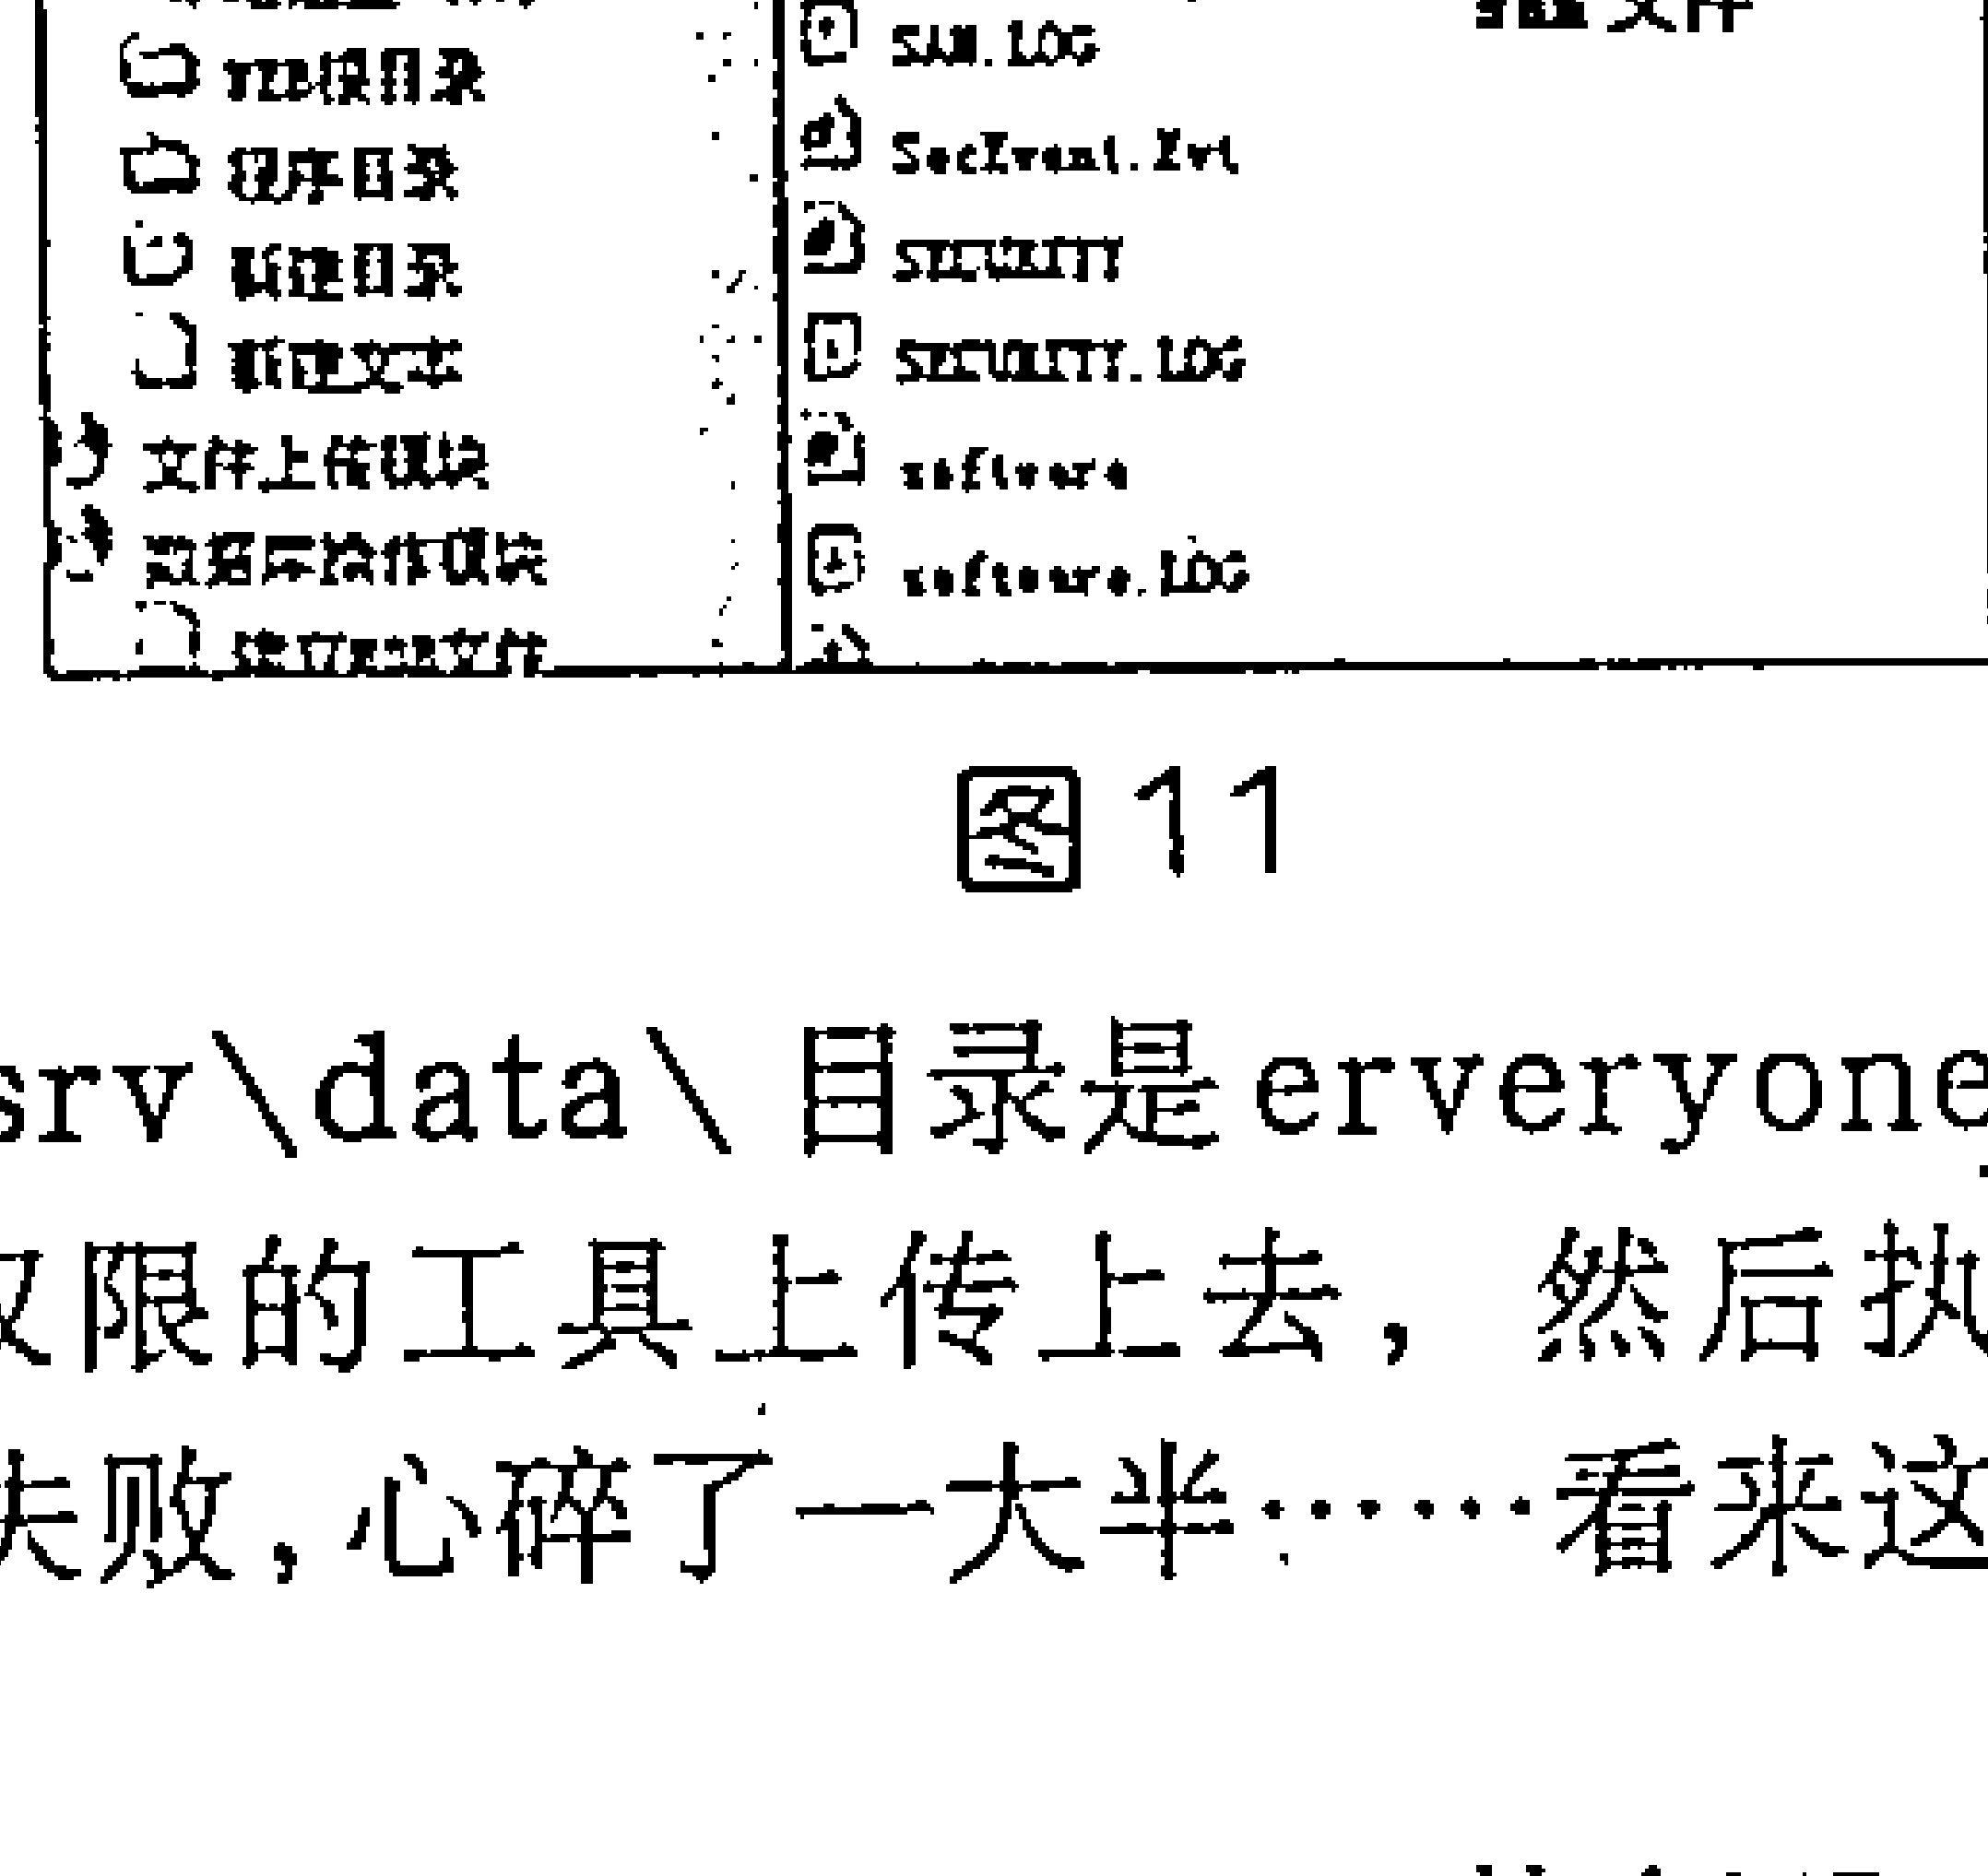 WEB根目录
程序目录
新建目录
新建文本
文件上传模块
数据库操作模块
文件
SAM.LOG
SecEvent.Evt
SECURITY
SECURITY.LOG
software
software.LOG
图11
srv\data\目录是erveryone
权限的工具上传上去，然后执
失败，心碎了一大半……看来这